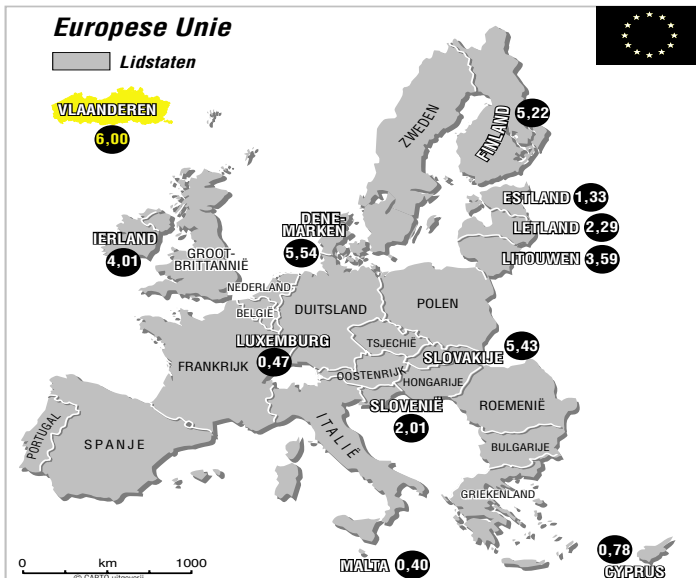 Europese Unie
Lidstaten
VLAANDEREN
6,00
ZWEDEN
FINLAND
5,22
ESTLAND 1,33
LETLAND 2,29
LITOUWEN 3,59
DENE-
MARKEN
5,54
IERLAND
4,01
GROOT-
BRITTANNIË
NEDERLAND
BELGIË
DUITSLAND
POLEN
LUXEMBURG
0,47
TSJECHIË
SLOVAKIJE
5,43
FRANKRIJK
OOSTENRIJK
HONGARIJE
SLOVENIË
2,01
ROEMENIË
BULGARIJE
ITALIË
PORTUGAL
SPANJE
GRIEKENLAND
MALTA 0,40
0,78
CYPRUS
0 km 1000
© CARTO uitgeverij